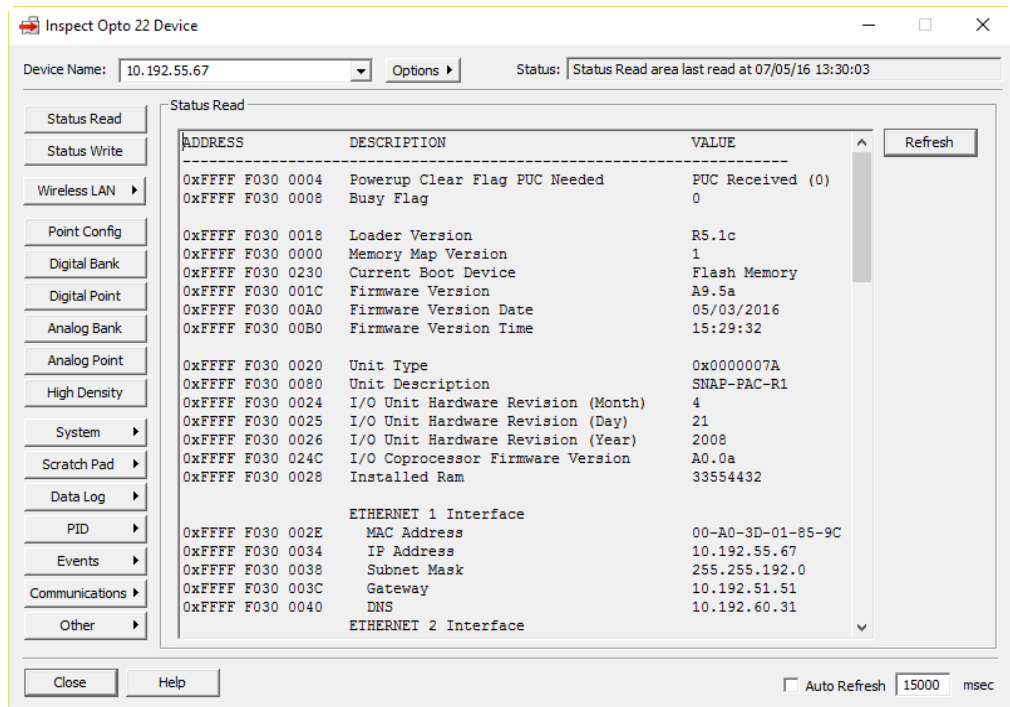 Inspect Opto 22 Device
Device Name: 10.192.55.67 Options Status: Status Read area last read at 07/05/16 13:30:03
Status Read
Status Write
Wireless LAN
Point Config
Digital Bank
Digital Point
Analog Bank
Analog Point
High Density
System
Scratch Pad
Data Log
PID
Events
Communications
Other
Status Read
Refresh
ADDRESS DESCRIPTION VALUE
--------------------------------------------------------------------------
0xFFFF F030 0004 Powerup Clear Flag PUC Needed PUC Received (0)
0xFFFF F030 0008 Busy Flag 0
0xFFFF F030 0018 Loader Version R5.1c
0xFFFF F030 0000 Memory Map Version 1
0xFFFF F030 0230 Current Boot Device Flash Memory
0xFFFF F030 001C Firmware Version A9.5a
0xFFFF F030 00A0 Firmware Version Date 05/03/2016
0xFFFF F030 00B0 Firmware Version Time 15:29:32
0xFFFF F030 0020 Unit Type 0x0000007A
0xFFFF F030 0080 Unit Description SNAP-PAC-R1
0xFFFF F030 0024 I/O Unit Hardware Revision (Month) 4
0xFFFF F030 0025 I/O Unit Hardware Revision (Day) 21
0xFFFF F030 0026 I/O Unit Hardware Revision (Year) 2008
0xFFFF F030 024C I/O Coprocessor Firmware Version A0.0a
0xFFFF F030 0028 Installed Ram 33554432
ETHERNET 1 Interface
0xFFFF F030 002E MAC Address 00-A0-3D-01-85-9C
0xFFFF F030 0034 IP Address 10.192.55.67
0xFFFF F030 0038 Subnet Mask 255.255.192.0
0xFFFF F030 003C Gateway 10.192.51.51
0xFFFF F030 0040 DNS 10.192.60.31
ETHERNET 2 Interface
Close Help Auto Refresh 15000 msec